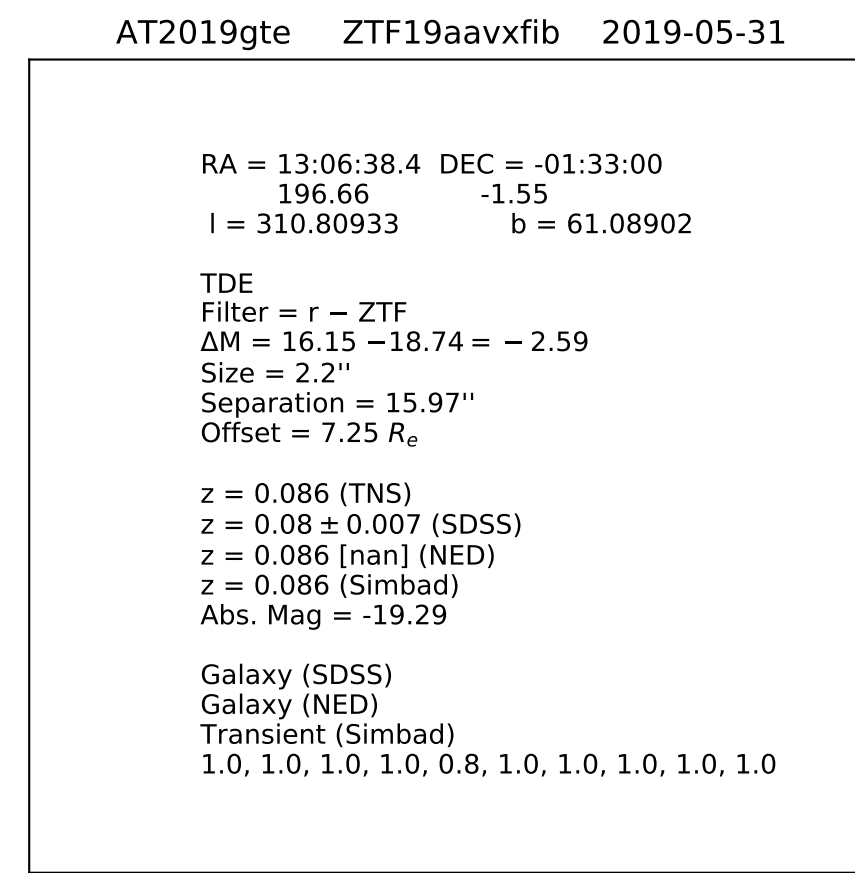 AT2019gte ZTF19aavxfib 2019-05-31
RA = 13:06:38.4 DEC = -01:33:00
196.66 -1.55
l = 310.80933 b = 61.08902
TDE
Filter = r − ZTF
ΔM = 16.15 −18.74 = − 2.59
Size = 2.2''
Separation = 15.97''
Offset = 7.25 Rₑ
z = 0.086 (TNS)
z = 0.08 ± 0.007 (SDSS)
z = 0.086 [nan] (NED)
z = 0.086 (Simbad)
Abs. Mag = -19.29
Galaxy (SDSS)
Galaxy (NED)
Transient (Simbad)
1.0, 1.0, 1.0, 1.0, 0.8, 1.0, 1.0, 1.0, 1.0, 1.0